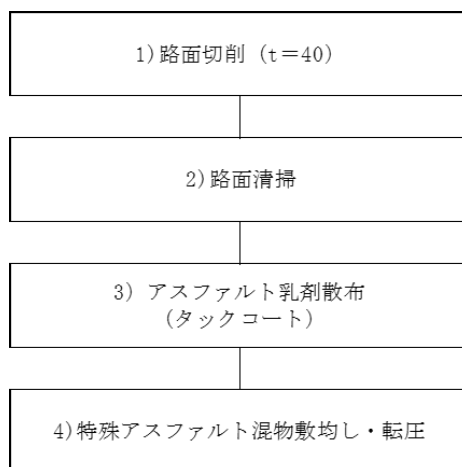 1)路面切削（t＝40）
2)路面清掃
3) アスファルト乳剤散布
（タックコート）
4)特殊アスファルト混物敷均し・転圧